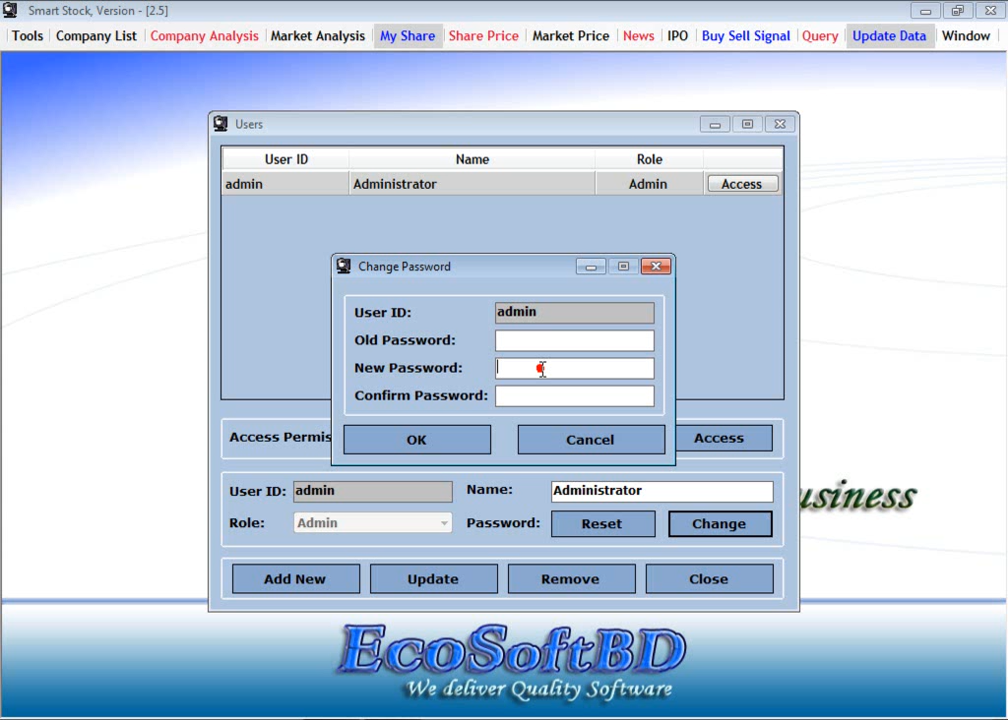 Smart Stock, Version - [2.5]
Tools Company List Company Analysis Market Analysis My Share Share Price Market Price News IPO Buy Sell Signal Query Update Data Window
Users
User ID Name Role
admin Administrator Admin Access
Change Password
User ID: admin
Old Password:
New Password:
Confirm Password:
OK Cancel
Access Permis Access
User ID: admin Name: Administrator
Role: Admin Password: Reset Change
usiness
Add New Update Remove Close
EcoSoftBD
We deliver Quality Software